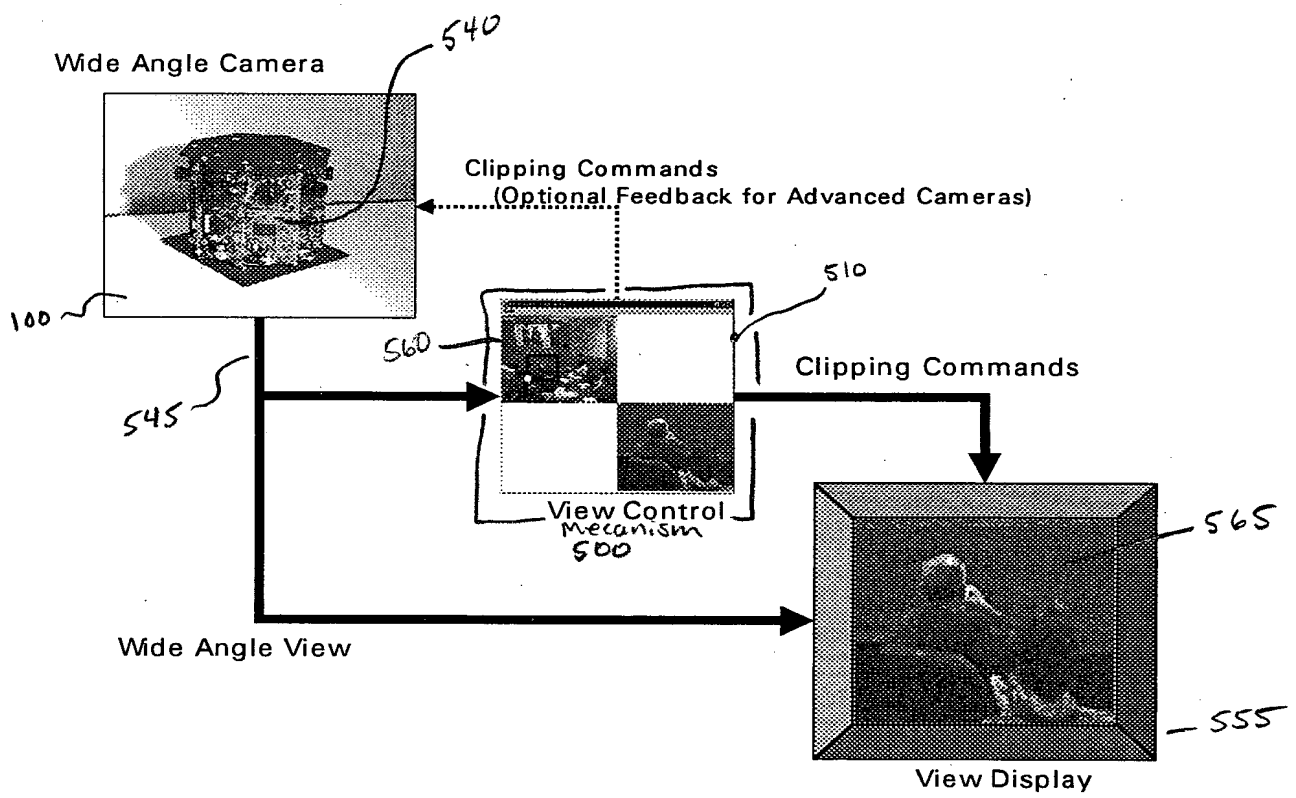 540
Wide Angle Camera
Clipping Commands
(Optional Feedback for Advanced Cameras)
510
100
560
Clipping Commands
545
View Control
Mecanism
500
565
Wide Angle View
555
View Display